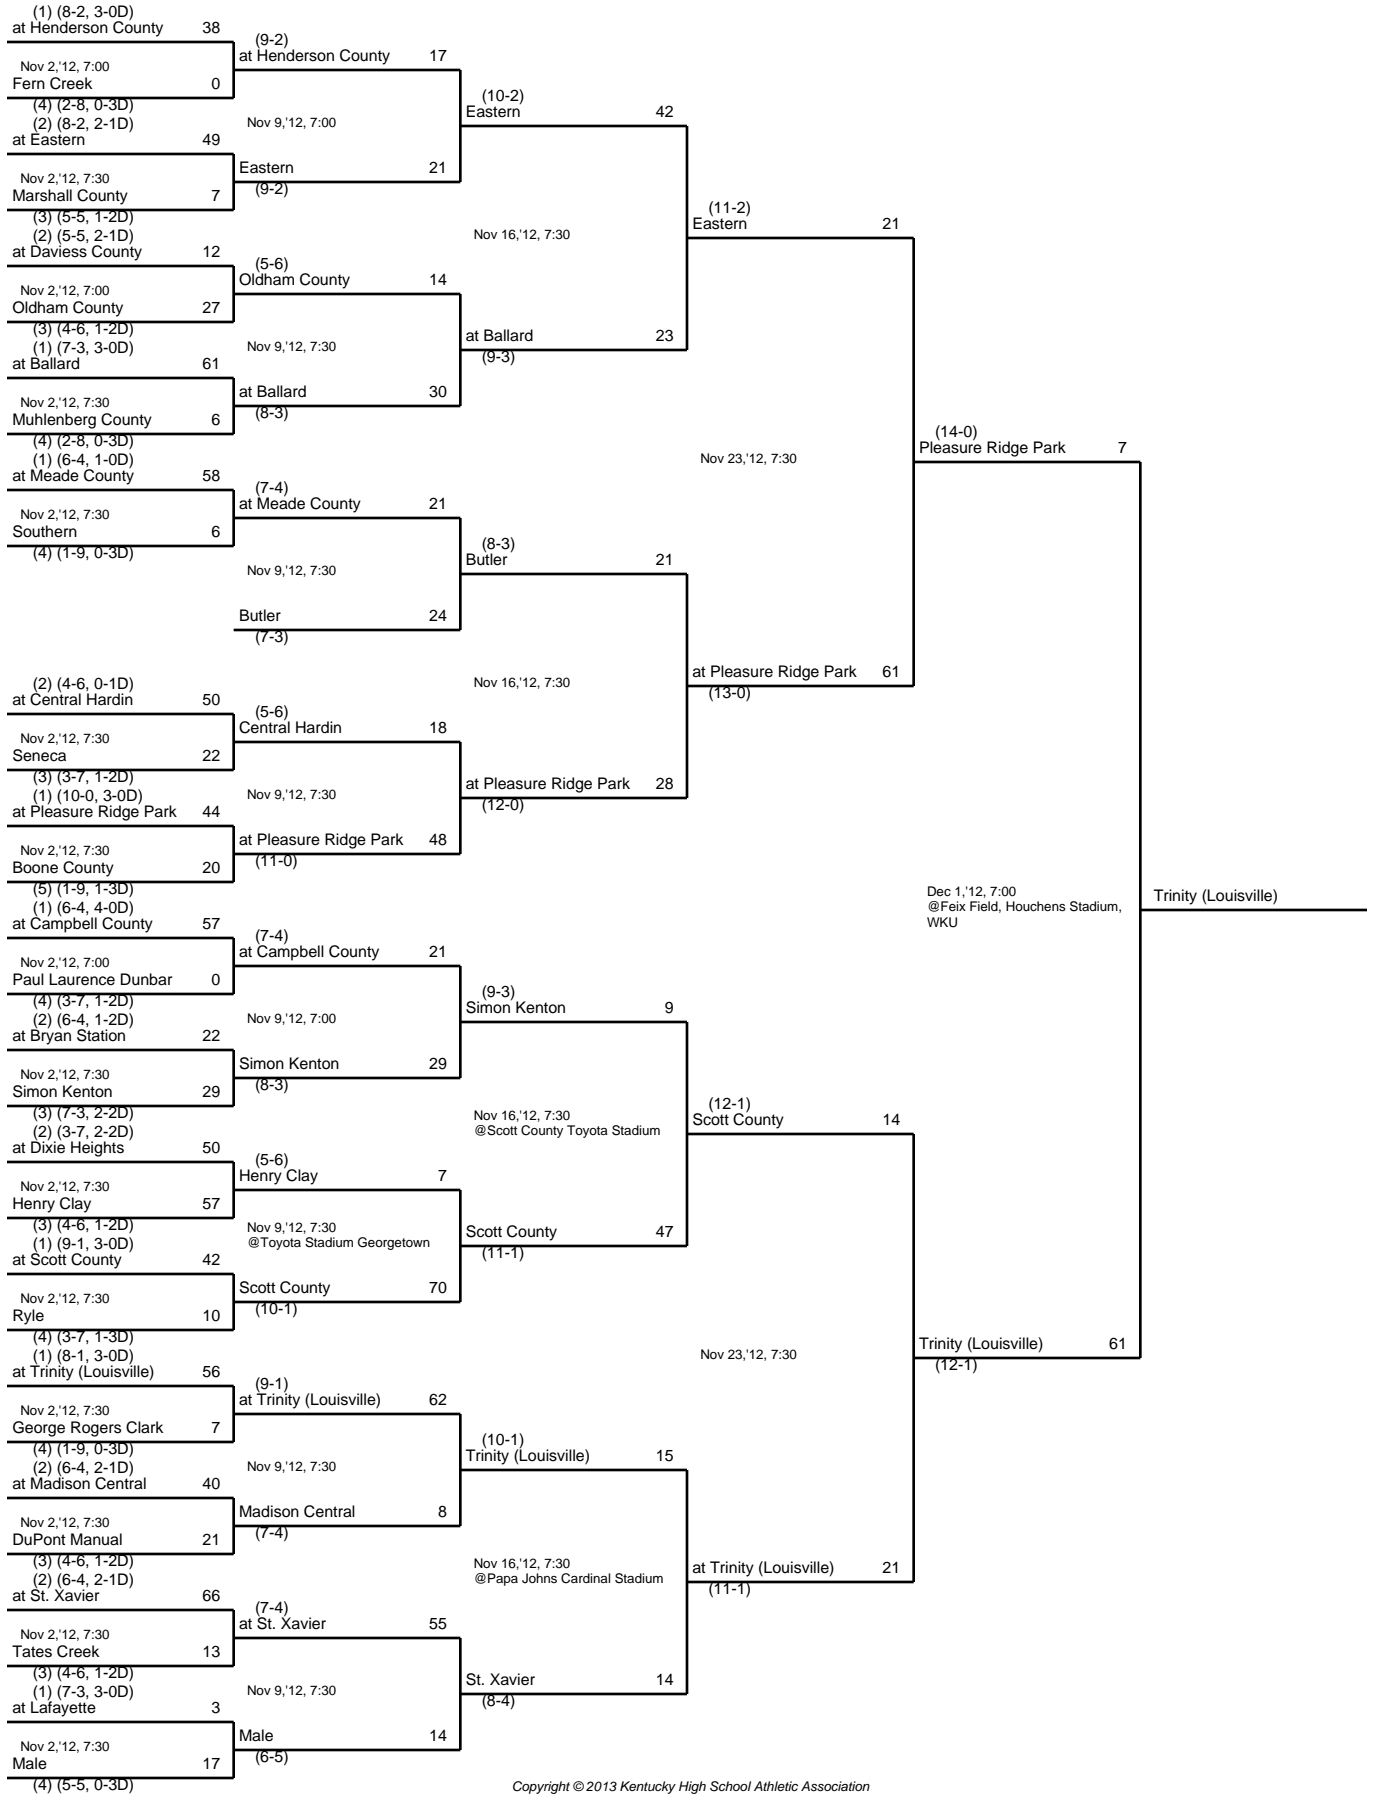 (1) (8-2, 3-0D)
at Henderson County 38
Nov 2,'12, 7:00
Fern Creek 0
(4) (2-8, 0-3D)
(2) (8-2, 2-1D)
at Eastern 49
Nov 2,'12, 7:30
Marshall County 7
(3) (5-5, 1-2D)
(2) (5-5, 2-1D)
at Daviess County 12
Nov 2,'12, 7:00
Oldham County 27
(3) (4-6, 1-2D)
(1) (7-3, 3-0D)
at Ballard 61
Nov 2,'12, 7:30
Muhlenberg County 6
(4) (2-8, 0-3D)
(1) (6-4, 1-0D)
at Meade County 58
Nov 2,'12, 7:30
Southern 6
(4) (1-9, 0-3D)
(2) (4-6, 0-1D)
at Central Hardin 50
Nov 2,'12, 7:30
Seneca 22
(3) (3-7, 1-2D)
(1) (10-0, 3-0D)
at Pleasure Ridge Park 44
Nov 2,'12, 7:30
Boone County 20
(5) (1-9, 1-3D)
(1) (6-4, 4-0D)
at Campbell County 57
Nov 2,'12, 7:00
Paul Laurence Dunbar 0
(4) (3-7, 1-2D)
(2) (6-4, 1-2D)
at Bryan Station 22
Nov 2,'12, 7:30
Simon Kenton 29
(3) (7-3, 2-2D)
(2) (3-7, 2-2D)
at Dixie Heights 50
Nov 2,'12, 7:30
Henry Clay 57
(3) (4-6, 1-2D)
(1) (9-1, 3-0D)
at Scott County 42
Nov 2,'12, 7:30
Ryle 10
(4) (3-7, 1-3D)
(1) (8-1, 3-0D)
at Trinity (Louisville) 56
Nov 2,'12, 7:30
George Rogers Clark 7
(4) (1-9, 0-3D)
(2) (6-4, 2-1D)
at Madison Central 40
Nov 2,'12, 7:30
DuPont Manual 21
(3) (4-6, 1-2D)
(2) (6-4, 2-1D)
at St. Xavier 66
Nov 2,'12, 7:30
Tates Creek 13
(3) (4-6, 1-2D)
(1) (7-3, 3-0D)
at Lafayette 3
Nov 2,'12, 7:30
Male 17
(4) (5-5, 0-3D)
(9-2)
at Henderson County 17
Nov 9,'12, 7:00
Eastern 21
(9-2)
(5-6)
Oldham County 14
Nov 9,'12, 7:30
at Ballard 30
(8-3)
(7-4)
at Meade County 21
Nov 9,'12, 7:30
Butler 24
(7-3)
(5-6)
Central Hardin 18
Nov 9,'12, 7:30
at Pleasure Ridge Park 48
(11-0)
(7-4)
at Campbell County 21
Nov 9,'12, 7:00
Simon Kenton 29
(8-3)
(5-6)
Henry Clay 7
Nov 9,'12, 7:30
@Toyota Stadium Georgetown
Scott County 70
(10-1)
(9-1)
at Trinity (Louisville) 62
Nov 9,'12, 7:30
Madison Central 8
(7-4)
(7-4)
at St. Xavier 55
Nov 9,'12, 7:30
Male 14
(6-5)
(10-2)
Eastern 42
Nov 16,'12, 7:30
at Ballard 23
(9-3)
(8-3)
Butler 21
Nov 16,'12, 7:30
at Pleasure Ridge Park 28
(12-0)
(9-3)
Simon Kenton 9
Nov 16,'12, 7:30
@Scott County Toyota Stadium
Scott County 47
(11-1)
(10-1)
Trinity (Louisville) 15
Nov 16,'12, 7:30
@Papa Johns Cardinal Stadium
St. Xavier 14
(8-4)
(11-2)
Eastern 21
Nov 23,'12, 7:30
at Pleasure Ridge Park 61
(13-0)
(12-1)
Scott County 14
Nov 23,'12, 7:30
at Trinity (Louisville) 21
(11-1)
(14-0)
Pleasure Ridge Park 7
Dec 1,'12, 7:00
@Feix Field, Houchens Stadium,
WKU
Trinity (Louisville) 61
(12-1)
Trinity (Louisville)
Copyright © 2013 Kentucky High School Athletic Association